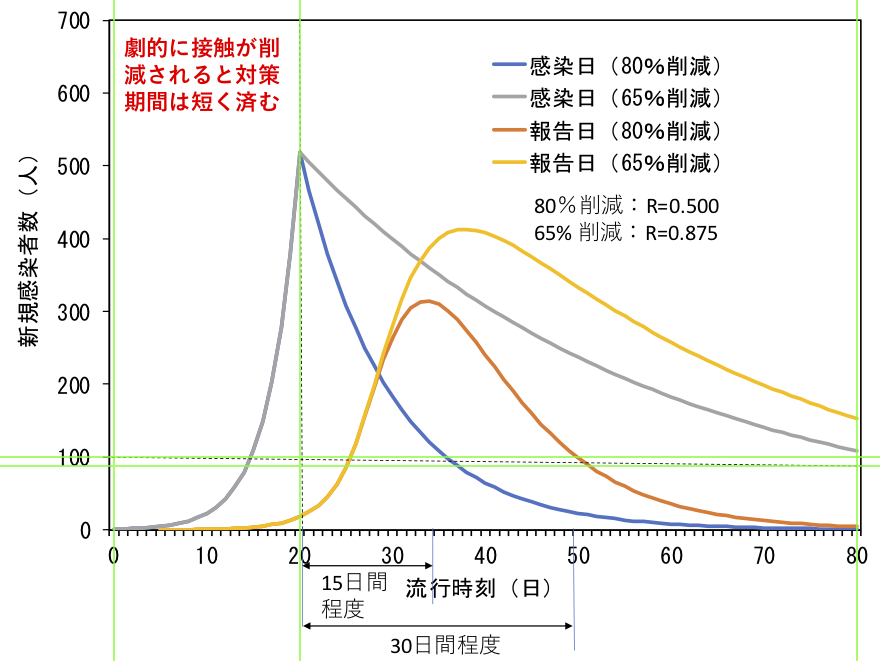 700
600
500
400
300
200
100
0
新規感染者数（人）
劇的に接触が削
減されると対策
期間は短く済む
感染日（80%削減）
感染日（65%削減）
報告日（80%削減）
報告日（65%削減）
80％削減：R=0.500
65% 削減：R=0.875
0 10 20 30 40 50 60 70 80
15日間
程度
流行時刻（日）
30日間程度